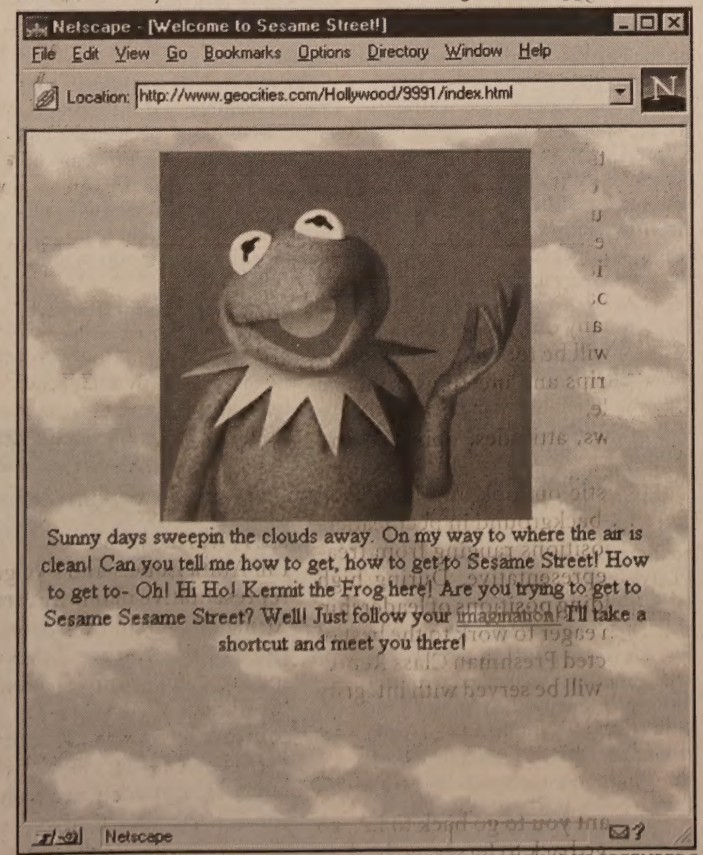 Netscape - [Welcome to Sesame Street!]
File Edit View Go Bookmarks Options Directory Window Help
Location: http://www.geocities.com/Hollywood/9991/index.html
N
Sunny days sweepin the clouds away. On my way to where the air is
clean! Can you tell me how to get, how to get to Sesame Street! How
to get to- Oh! Hi Ho! Kermit the Frog here! Are you trying to get to
Sesame Sesame Street? Well! Just follow your imagination! I'll take a
shortcut and meet you there!
Netscape